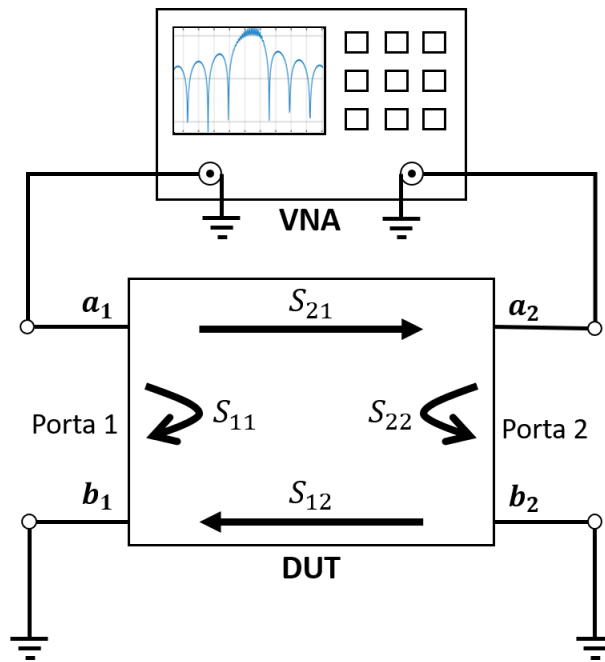 VNA
a₁
S₂₁
a₂
Porta 1
S₁₁
S₂₂
Porta 2
b₁
S₁₂
b₂
DUT